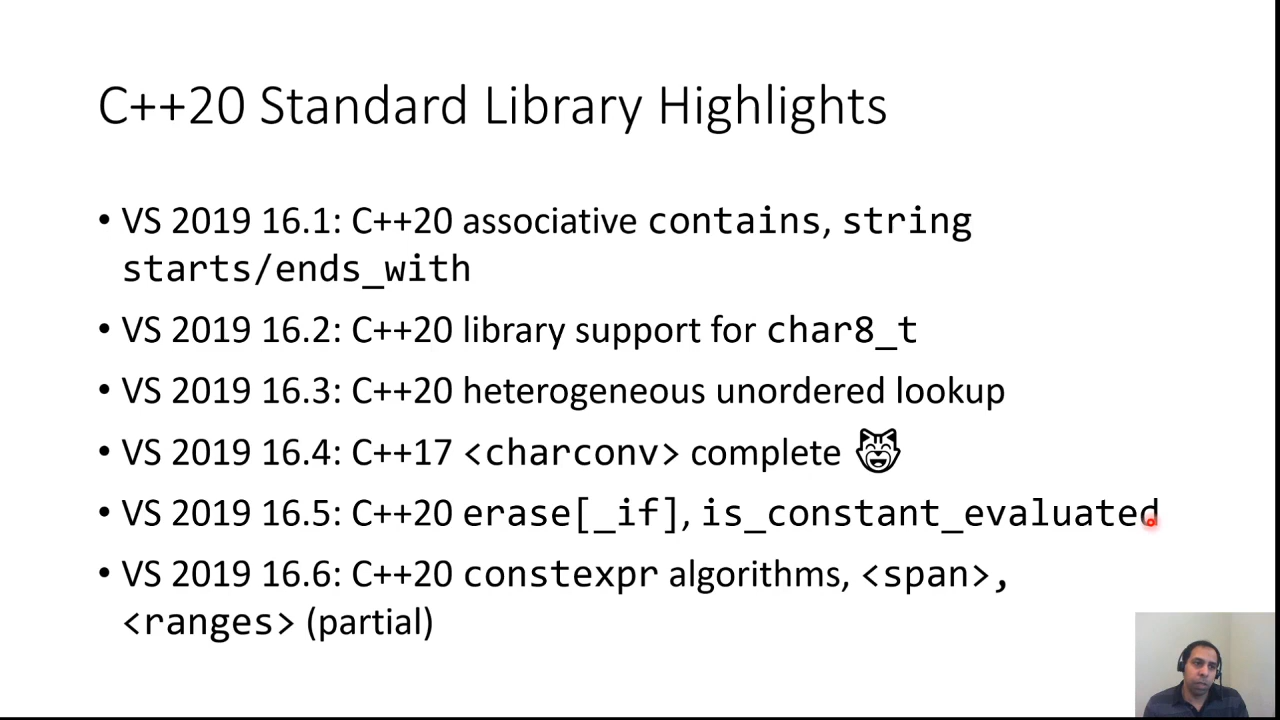 C++20 Standard Library Highlights
• VS 2019 16.1: C++20 associative contains, string
starts/ends_with
• VS 2019 16.2: C++20 library support for char8_t
• VS 2019 16.3: C++20 heterogeneous unordered lookup
• VS 2019 16.4: C++17 <charconv> complete 😸
• VS 2019 16.5: C++20 erase[_if], is_constant_evaluated
• VS 2019 16.6: C++20 constexpr algorithms, <span>,
<ranges> (partial)